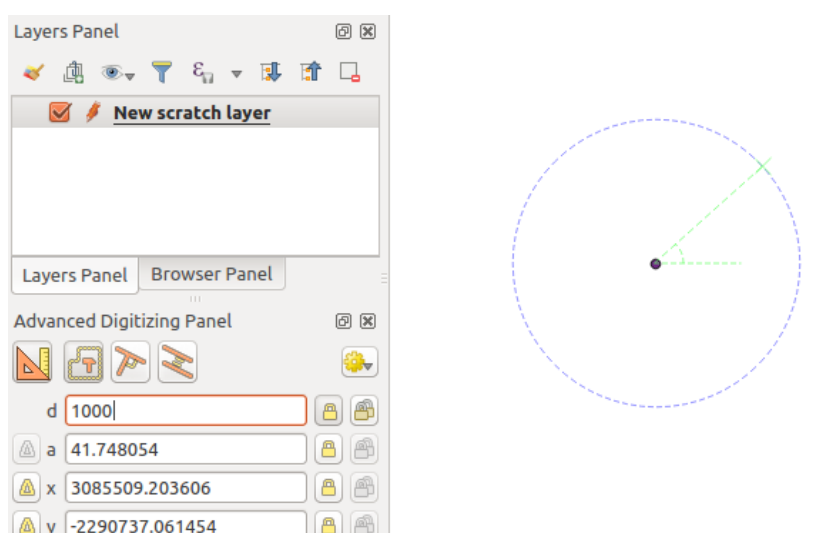 Layers Panel
New scratch layer
Layers Panel
Browser Panel
Advanced Digitizing Panel
d 1000
a 41.748054
x 3085509.203606
y -2290737.061454